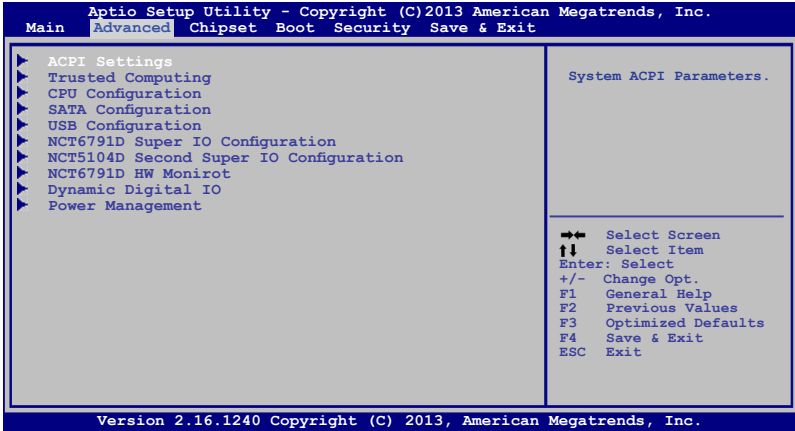 Aptio Setup Utility - Copyright (C)2013 American Megatrends, Inc.
Main Advanced Chipset Boot Security Save & Exit
ACPI Settings
Trusted Computing
CPU Configuration
SATA Configuration
USB Configuration
NCT6791D Super IO Configuration
NCT5104D Second Super IO Configuration
NCT6791D HW Monirot
Dynamic Digital IO
Power Management
System ACPI Parameters.
→← Select Screen
↑↓ Select Item
Enter: Select
+/- Change Opt.
F1 General Help
F2 Previous Values
F3 Optimized Defaults
F4 Save & Exit
ESC Exit
Version 2.16.1240 Copyright (C) 2013, American Megatrends, Inc.